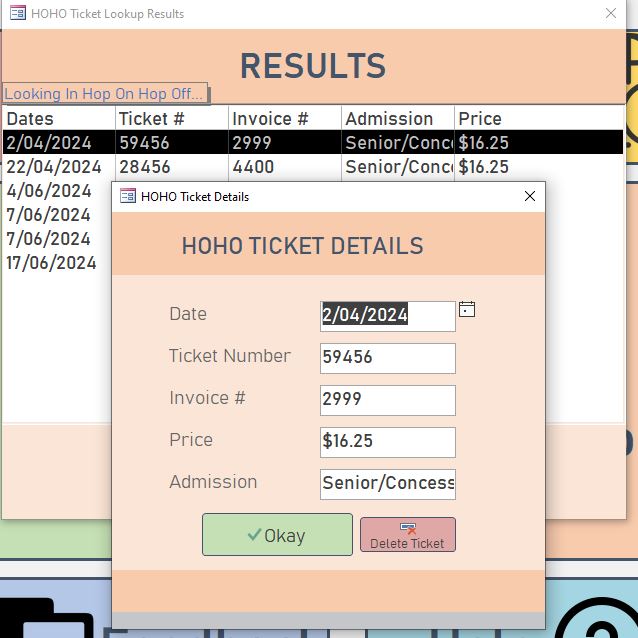 HOHO Ticket Lookup Results
RESULTS
Looking In Hop On Hop Off...
Dates Ticket # Invoice # Admission Price
2/04/2024 59456 2999 Senior/Conc $16.25
22/04/2024 28456 4400 Senior/Conc $16.25
4/06/2024
7/06/2024
7/06/2024
17/06/2024
HOHO Ticket Details
HOHO TICKET DETAILS
Date 2/04/2024
Ticket Number 59456
Invoice # 2999
Price $16.25
Admission Senior/Concess
Okay
Delete Ticket